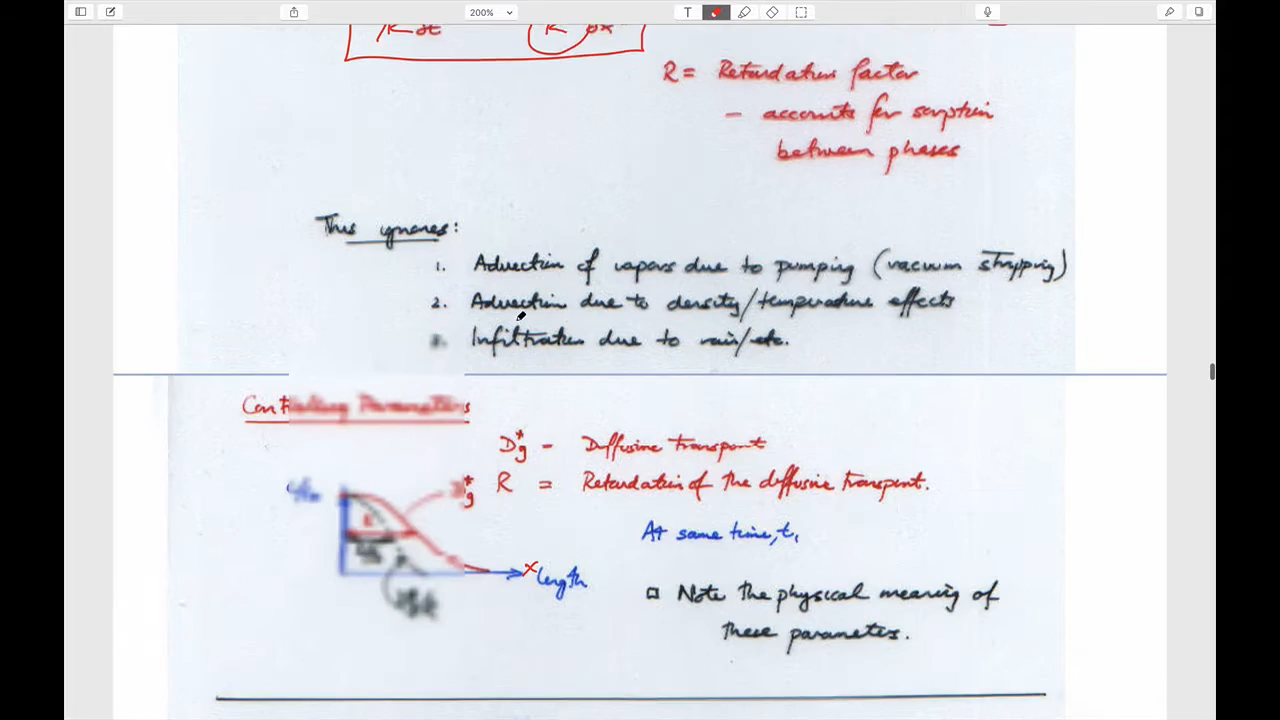 200%
T
R = Retardation factor
- accounts for sorption
between phases
This ignores:
1. Advection of vapors due to pumping (vacuum stripping)
2. Advection due to density/temperature effects
3. Infiltration due to rain/etc.
Controlling Parameters
D*g - Diffusive transport
R = Retardation of the diffusive transport.
D*g
At same time, t,
x length
□ Note the physical meaning of
these parameters.